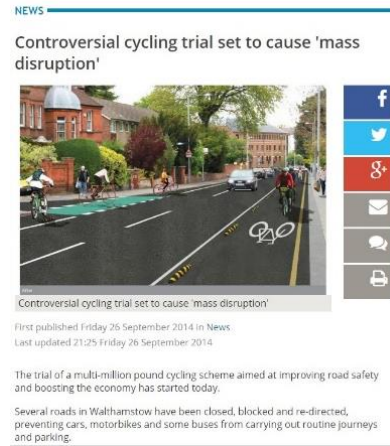 NEWS
Controversial cycling trial set to cause 'mass
disruption'
f
g+
After
Controversial cycling trial set to cause 'mass disruption'
First published Friday 26 September 2014 in News
Last updated 21:25 Friday 26 September 2014
The trial of a multi-million pound cycling scheme aimed at improving road safety
and boosting the economy has started today.
Several roads in Walthamstow have been closed, blocked and re-directed,
preventing cars, motorbikes and some buses from carrying out routine journeys
and parking.